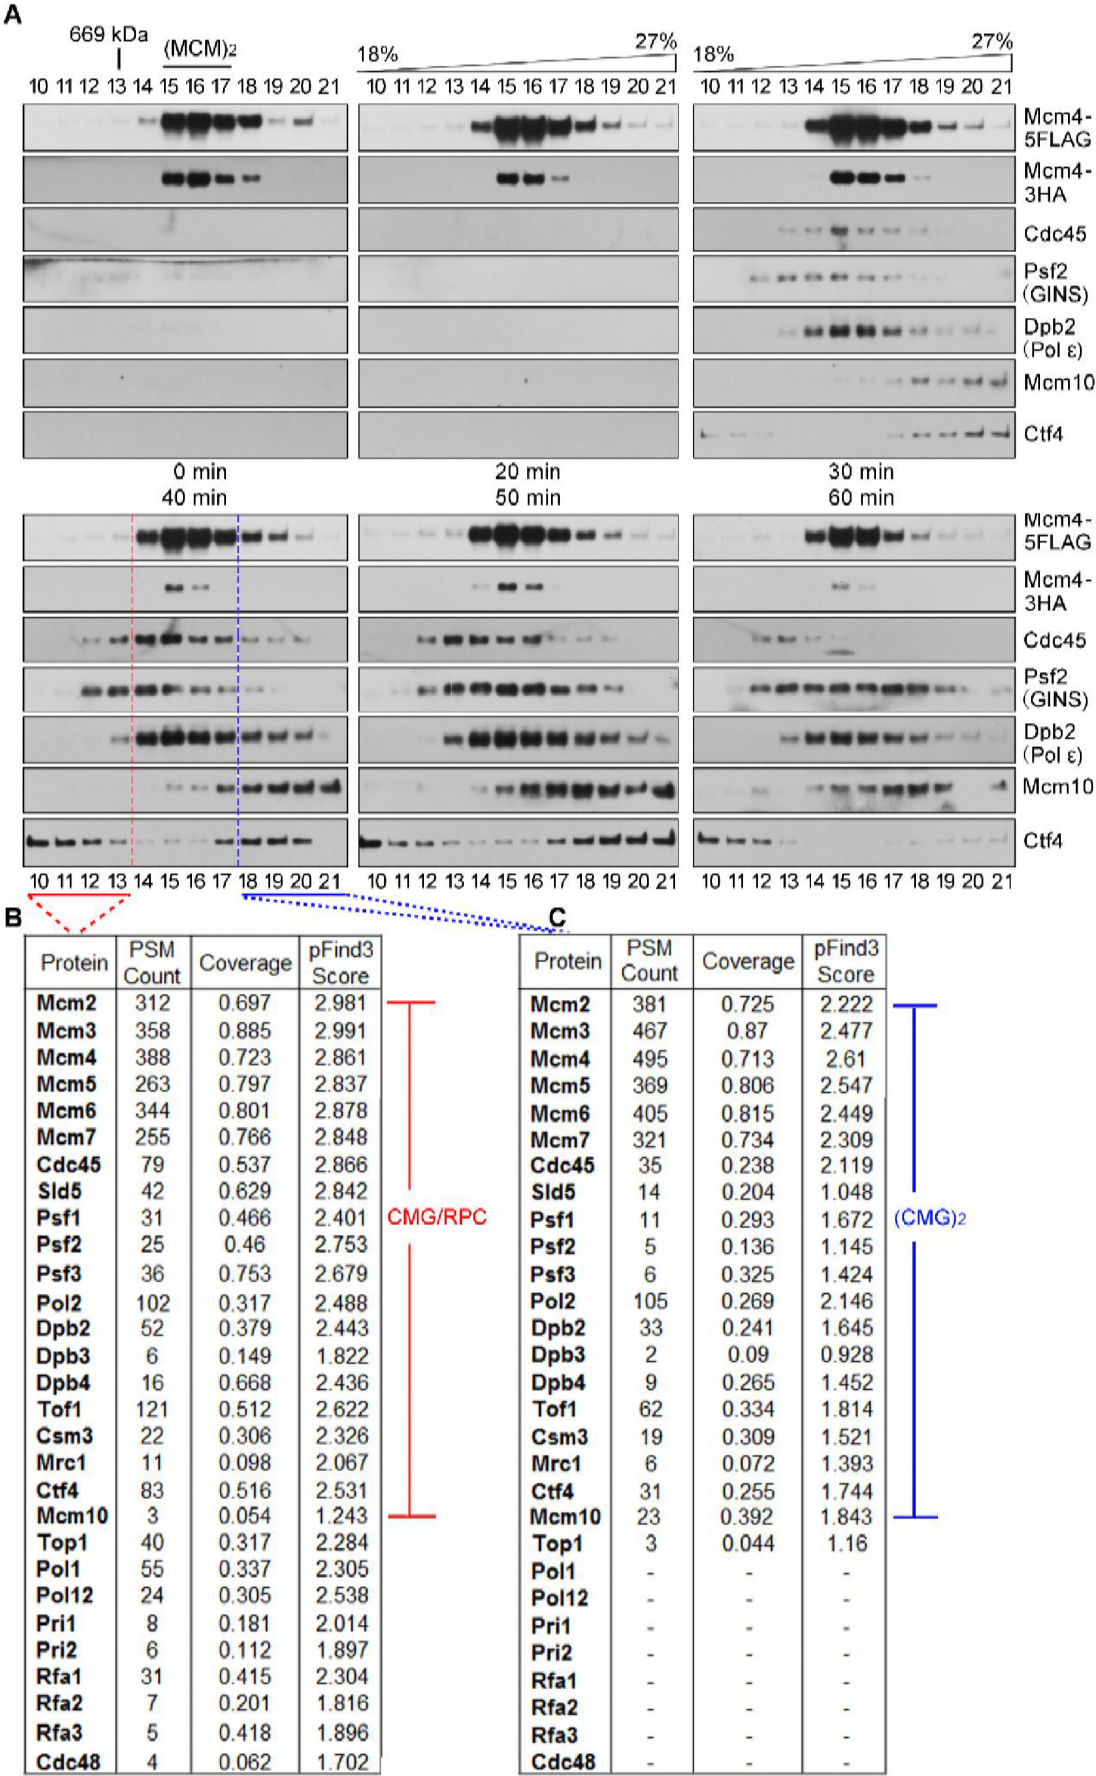 A
669 kDa
(MCM)2
18%
27%
18%
27%
10 11 12 13 14 15 16 17 18 19 20 21
10 11 12 13 14 15 16 17 18 19 20 21
10 11 12 13 14 15 16 17 18 19 20 21
Mcm4-
5FLAG
Mcm4-
3HA
Cdc45
Psf2
(GINS)
Dpb2
(Pol ε)
Mcm10
Ctf4
0 min
20 min
30 min
40 min
50 min
60 min
Mcm4-
5FLAG
Mcm4-
3HA
Cdc45
Psf2
(GINS)
Dpb2
(Pol ε)
Mcm10
Ctf4
10 11 12 13 14 15 16 17 18 19 20 21
10 11 12 13 14 15 16 17 18 19 20 21
10 11 12 13 14 15 16 17 18 19 20 21
B
Protein PSM Count Coverage pFind3 Score
Mcm2 312 0.697 2.981
Mcm3 358 0.885 2.991
Mcm4 388 0.723 2.861
Mcm5 263 0.797 2.837
Mcm6 344 0.801 2.878
Mcm7 255 0.766 2.848
Cdc45 79 0.537 2.866
Sld5 42 0.629 2.842
Psf1 31 0.466 2.401
Psf2 25 0.46 2.753
Psf3 36 0.753 2.679
Pol2 102 0.317 2.488
Dpb2 52 0.379 2.443
Dpb3 6 0.149 1.822
Dpb4 16 0.668 2.436
Tof1 121 0.512 2.622
Csm3 22 0.306 2.326
Mrc1 11 0.098 2.067
Ctf4 83 0.516 2.531
Mcm10 3 0.054 1.243
Top1 40 0.317 2.284
Pol1 55 0.337 2.305
Pol12 24 0.305 2.538
Pri1 8 0.181 2.014
Pri2 6 0.112 1.897
Rfa1 31 0.415 2.304
Rfa2 7 0.201 1.816
Rfa3 5 0.418 1.896
Cdc48 4 0.062 1.702
CMG/RPC
C
Protein PSM Count Coverage pFind3 Score
Mcm2 381 0.725 2.222
Mcm3 467 0.87 2.477
Mcm4 495 0.713 2.61
Mcm5 369 0.806 2.547
Mcm6 405 0.815 2.449
Mcm7 321 0.734 2.309
Cdc45 35 0.238 2.119
Sld5 14 0.204 1.048
Psf1 11 0.293 1.672
Psf2 5 0.136 1.145
Psf3 6 0.325 1.424
Pol2 105 0.269 2.146
Dpb2 33 0.241 1.645
Dpb3 2 0.09 0.928
Dpb4 9 0.265 1.452
Tof1 62 0.334 1.814
Csm3 19 0.309 1.521
Mrc1 6 0.072 1.393
Ctf4 31 0.255 1.744
Mcm10 23 0.392 1.843
Top1 3 0.044 1.16
Pol1 - - -
Pol12 - - -
Pri1 - - -
Pri2 - - -
Rfa1 - - -
Rfa2 - - -
Rfa3 - - -
Cdc48 - - -
(CMG)2